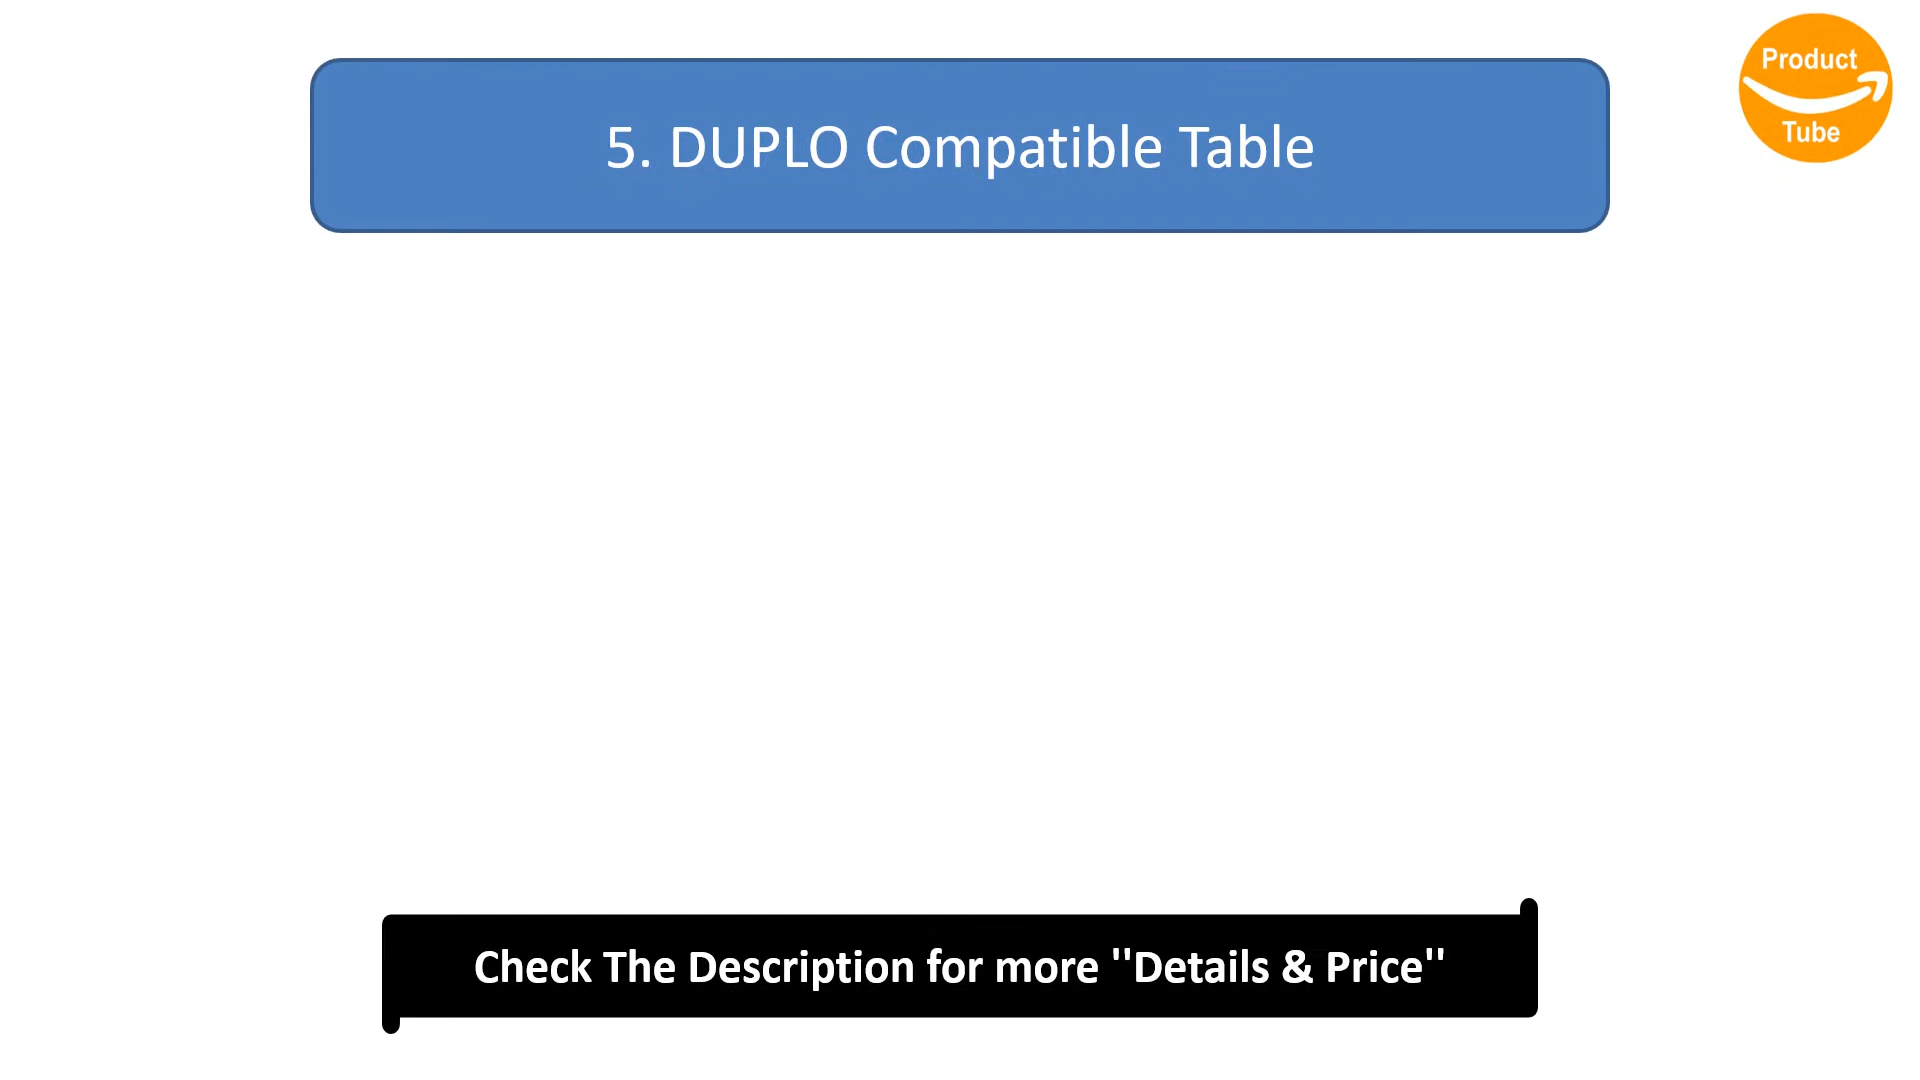 5. DUPLO Compatible Table
Product
Tube
Check The Description for more "Details & Price"